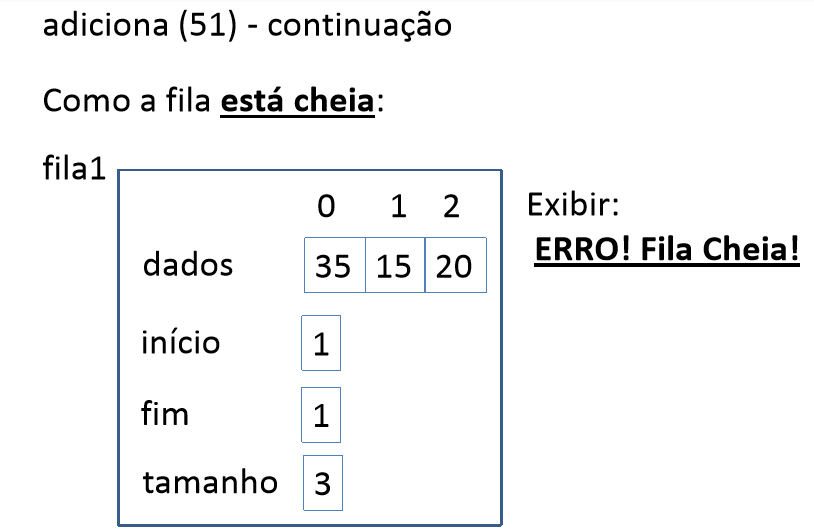 adiciona (51) - continuação
Como a fila está cheia:
fila1
0 1 2
Exibir:
ERRO! Fila Cheia!
dados 35 15 20
início 1
fim 1
tamanho 3